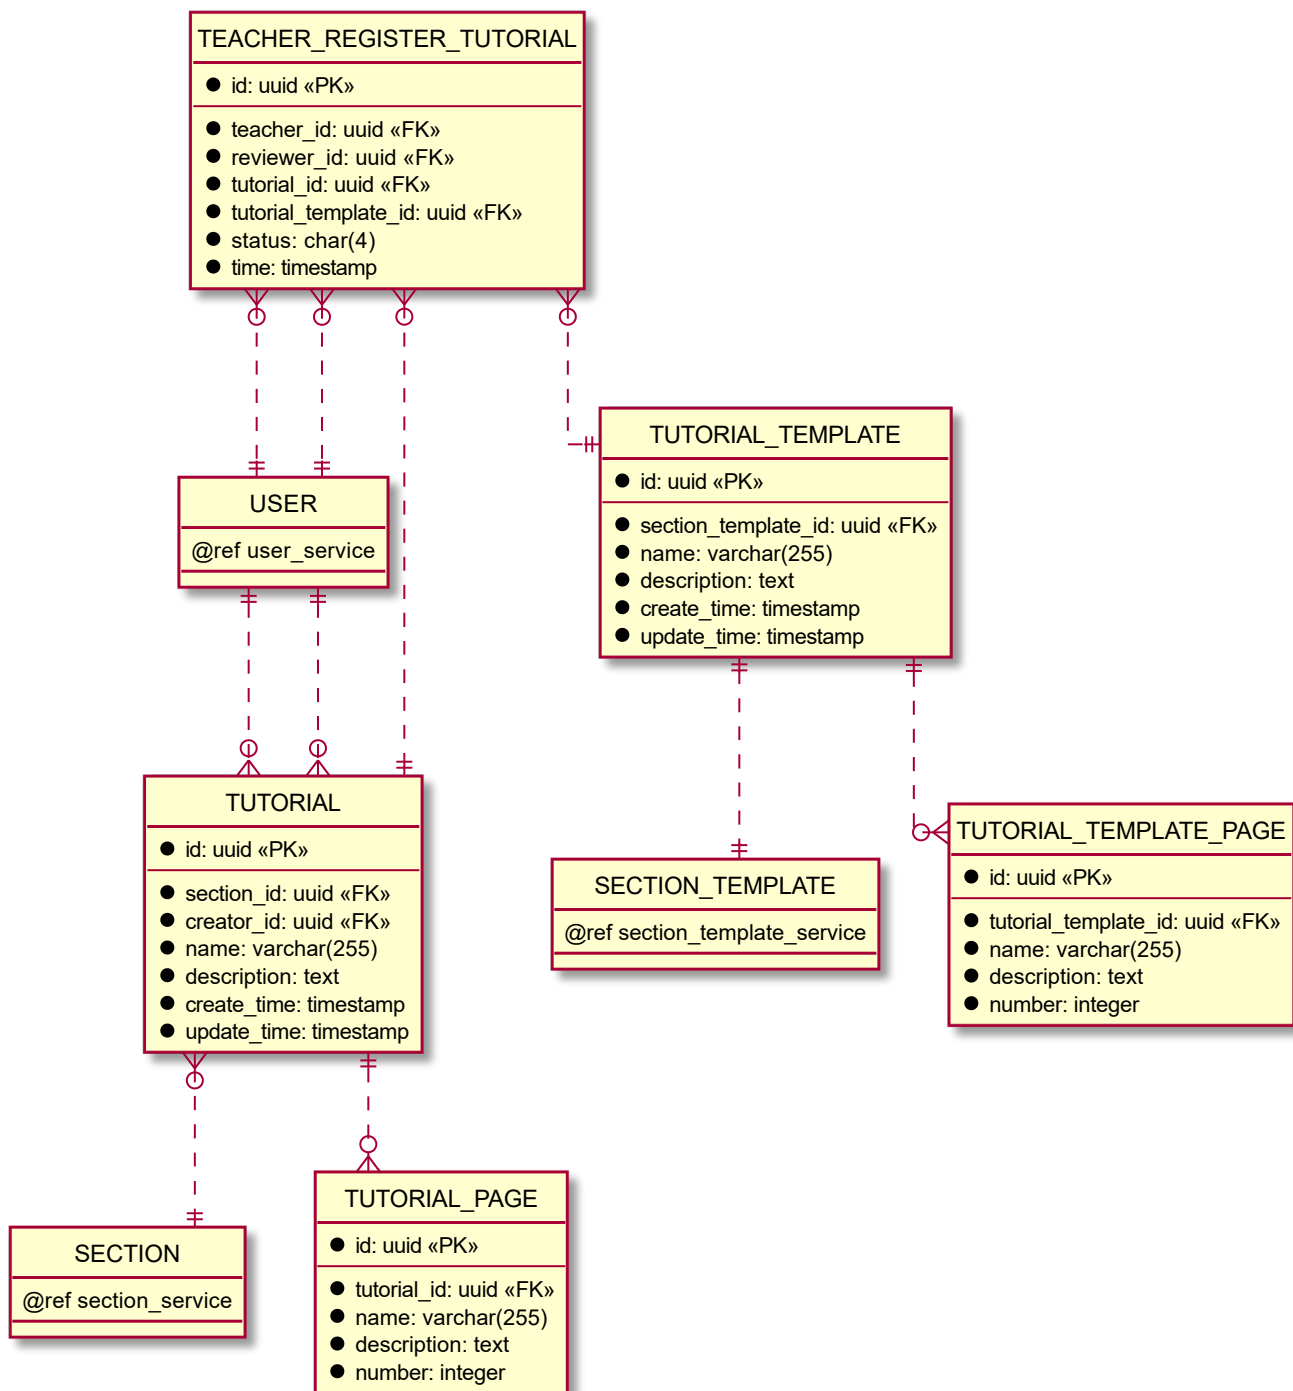 TEACHER_REGISTER_TUTORIAL
id: uuid «PK»
teacher_id: uuid «FK»
reviewer_id: uuid «FK»
tutorial_id: uuid «FK»
tutorial_template_id: uuid «FK»
status: char(4)
time: timestamp
TUTORIAL_TEMPLATE
id: uuid «PK»
section_template_id: uuid «FK»
name: varchar(255)
description: text
create_time: timestamp
update_time: timestamp
USER
@ref user_service
TUTORIAL
id: uuid «PK»
section_id: uuid «FK»
creator_id: uuid «FK»
name: varchar(255)
description: text
create_time: timestamp
update_time: timestamp
SECTION_TEMPLATE
@ref section_template_service
TUTORIAL_TEMPLATE_PAGE
id: uuid «PK»
tutorial_template_id: uuid «FK»
name: varchar(255)
description: text
number: integer
SECTION
@ref section_service
TUTORIAL_PAGE
id: uuid «PK»
tutorial_id: uuid «FK»
name: varchar(255)
description: text
number: integer